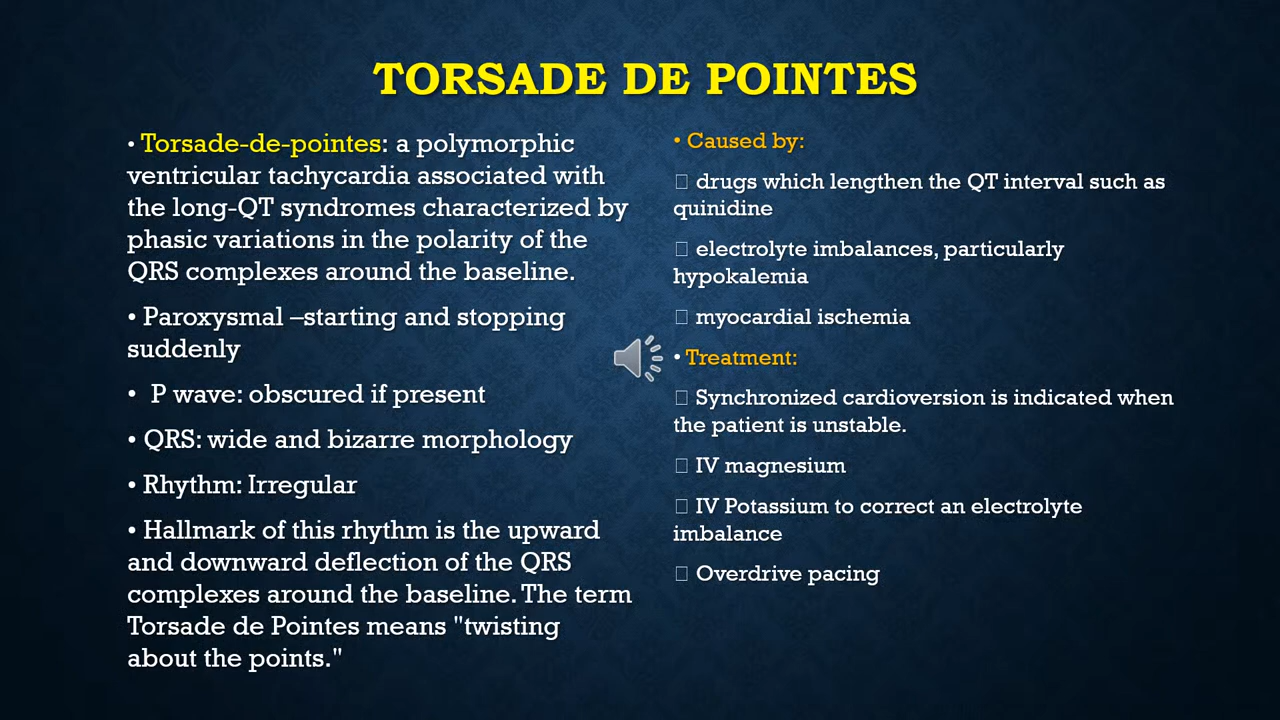 TORSADE DE POINTES
• Torsade-de-pointes: a polymorphic
ventricular tachycardia associated with
the long-QT syndromes characterized by
phasic variations in the polarity of the
QRS complexes around the baseline.
• Paroxysmal –starting and stopping
suddenly
• P wave: obscured if present
• QRS: wide and bizarre morphology
• Rhythm: Irregular
• Hallmark of this rhythm is the upward
and downward deflection of the QRS
complexes around the baseline. The term
Torsade de Pointes means "twisting
about the points."
• Caused by:
drugs which lengthen the QT interval such as
quinidine
electrolyte imbalances, particularly
hypokalemia
myocardial ischemia
• Treatment:
Synchronized cardioversion is indicated when
the patient is unstable.
IV magnesium
IV Potassium to correct an electrolyte
imbalance
Overdrive pacing